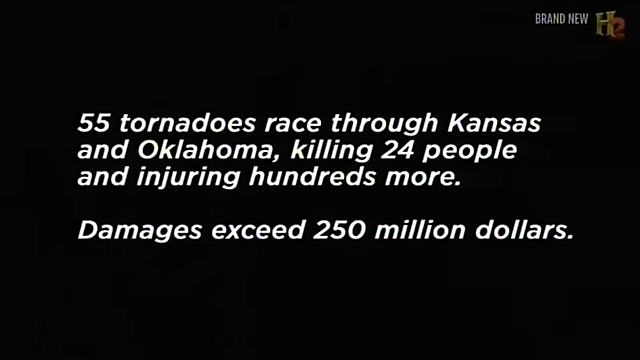 BRAND NEW H2
55 tornadoes race through Kansas
and Oklahoma, killing 24 people
and injuring hundreds more.
Damages exceed 250 million dollars.